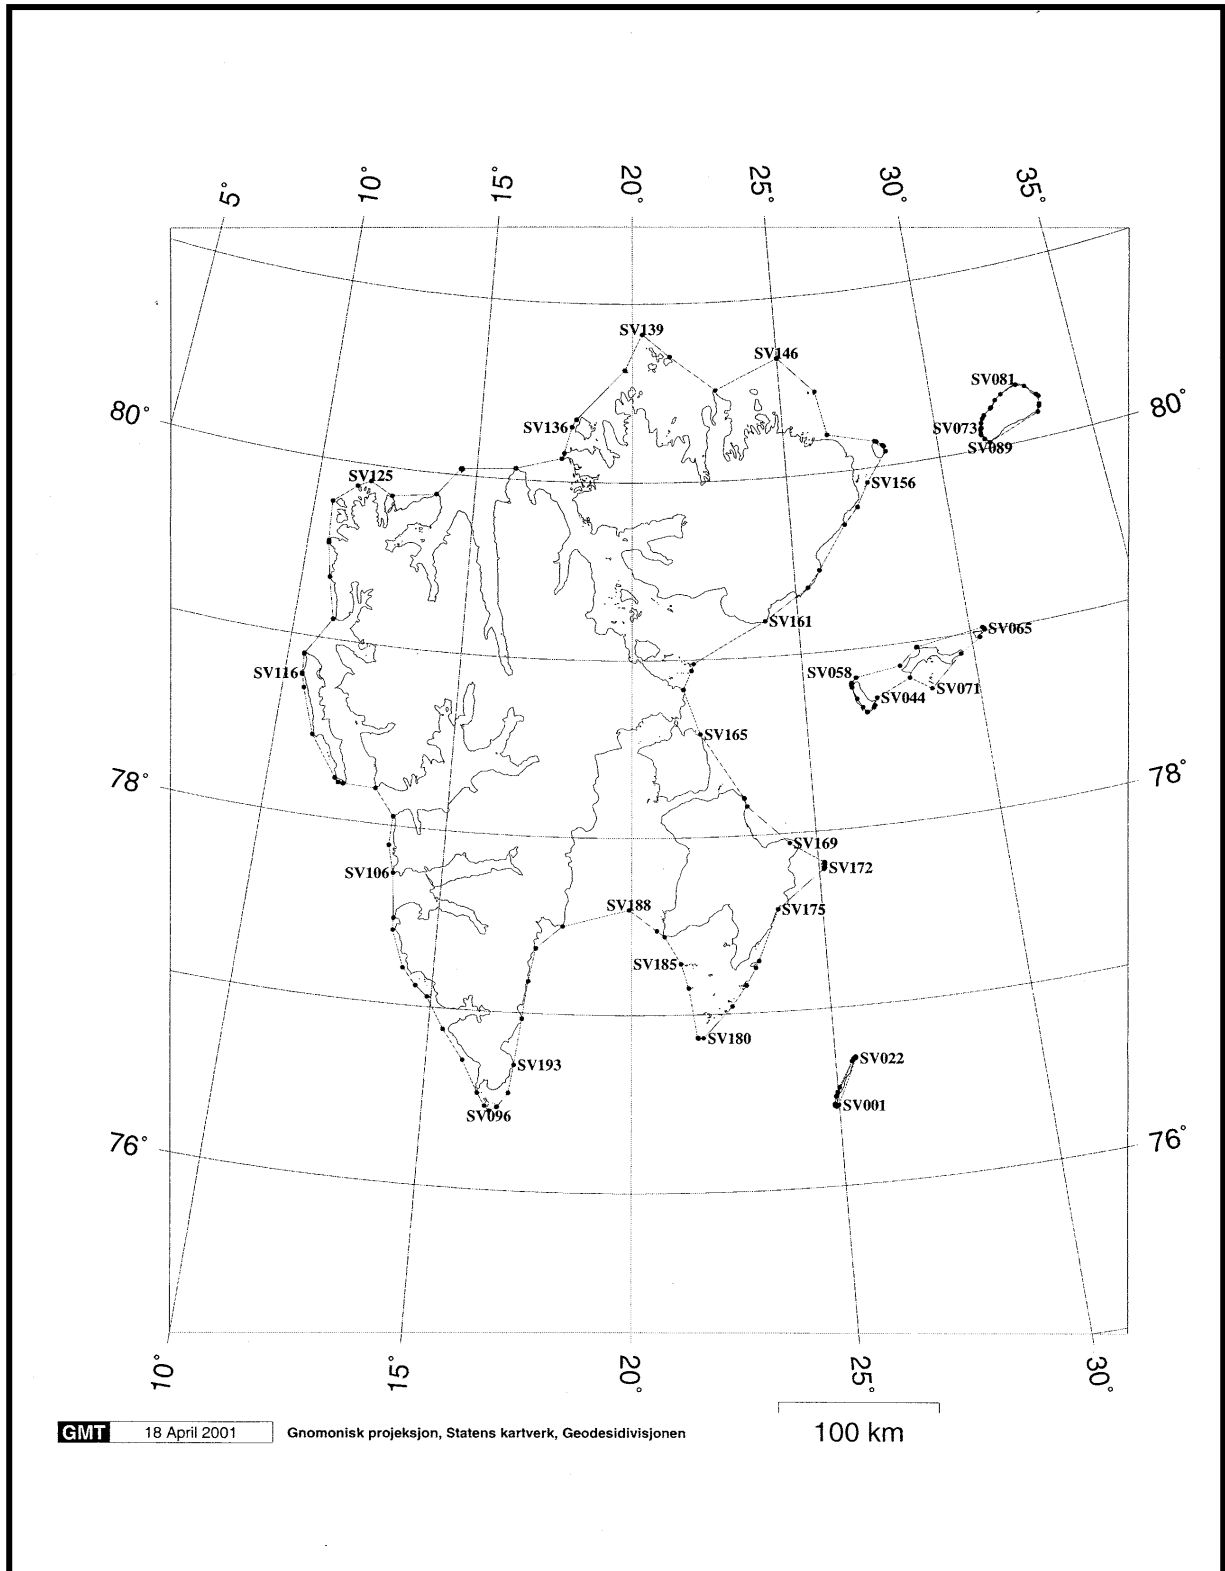 5°
10°
15°
20°
25°
30°
35°
SV139
SV146
SV081
80°
80°
SV136
SV073
SV089
SV125
SV156
SV161
SV065
SV116
SV058
SV044
SV071
SV165
78°
78°
SV169
SV172
SV106
SV188
SV175
SV185
SV180
SV193
SV022
SV001
SV096
76°
76°
10°
15°
20°
25°
30°
GMT 18 April 2001 Gnomonisk projeksjon, Statens kartverk, Geodesidivisjonen
100 km